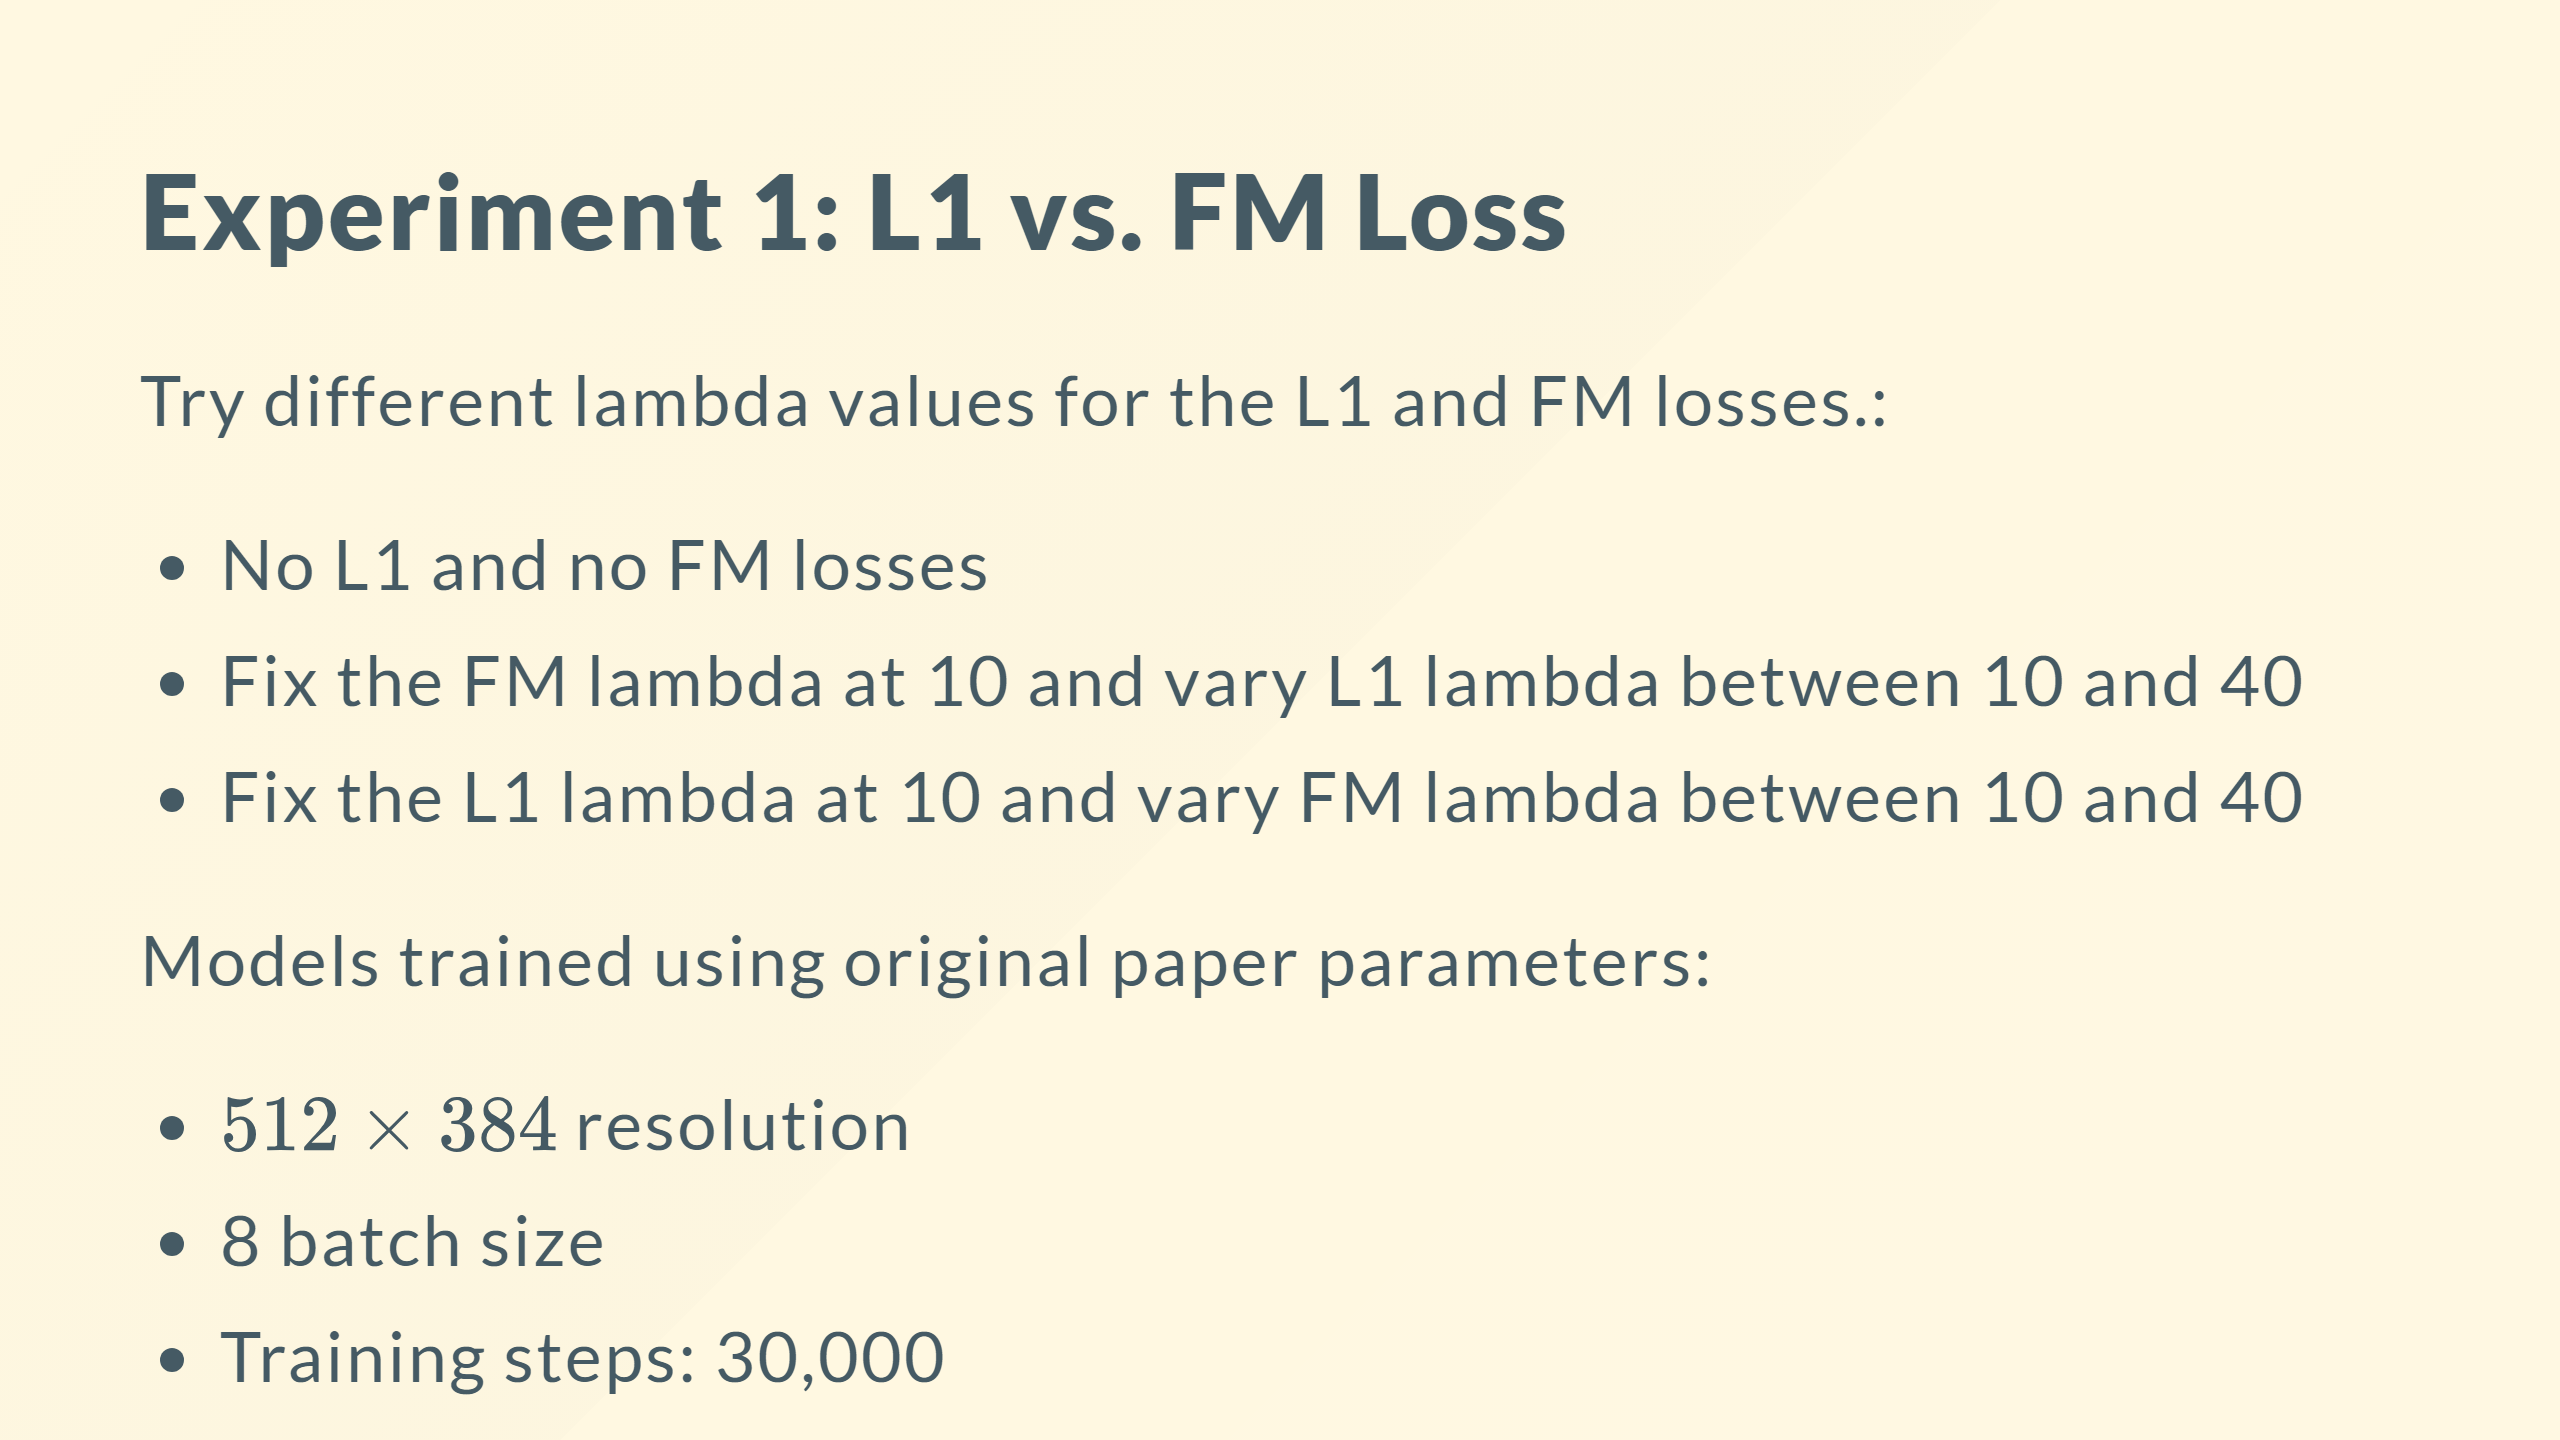 Experiment 1: L1 vs. FM Loss
Try different lambda values for the L1 and FM losses.:
• No L1 and no FM losses
• Fix the FM lambda at 10 and vary L1 lambda between 10 and 40
• Fix the L1 lambda at 10 and vary FM lambda between 10 and 40
Models trained using original paper parameters:
• 512 × 384 resolution
• 8 batch size
• Training steps: 30,000